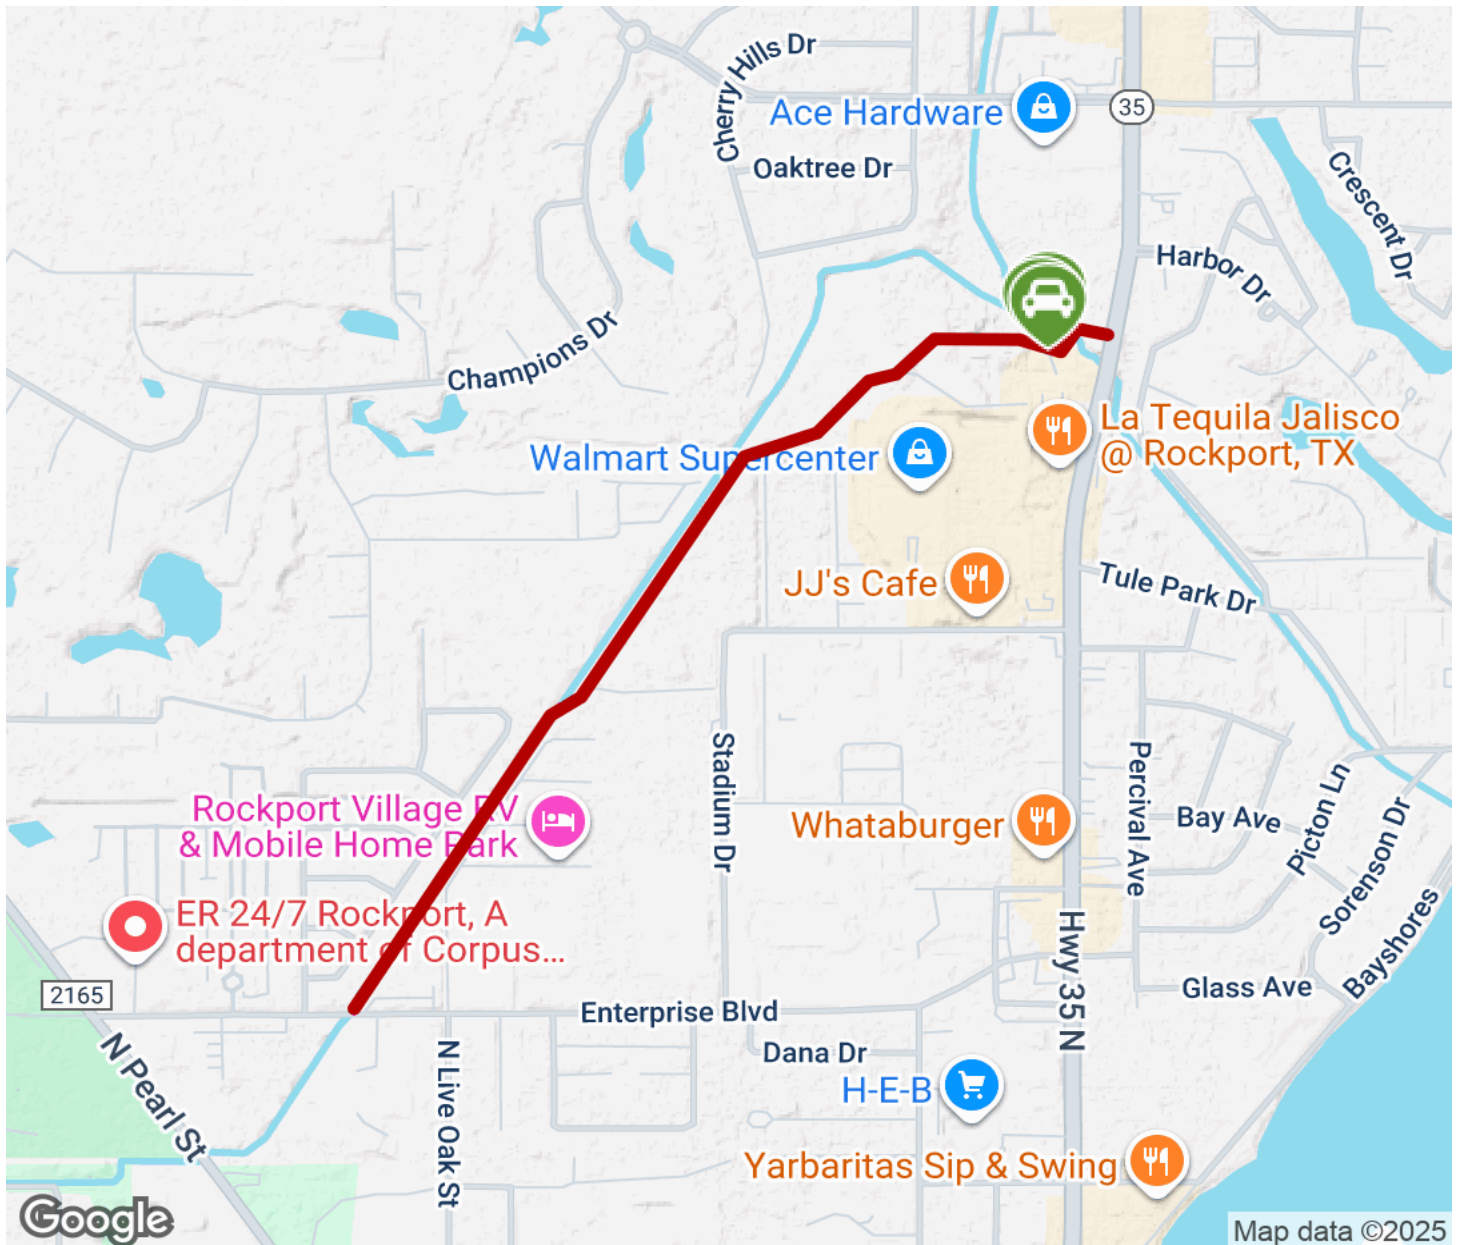 Cherry Hills Dr
Ace Hardware
35
Oaktree Dr
Crescent Dr
Harbor Dr
Champions Dr
La Tequila Jalisco
@ Rockport, TX
Walmart Supercenter
JJ's Cafe
Tule Park Dr
Stadium Dr
Percival Ave
Picton Ln
Rockport Village RV
& Mobile Home Park
Whataburger
Bay Ave
Sorenson Dr
ER 24/7 Rockport, A
department of Corpus...
Hwy 35 N
Bayshores
2165
Glass Ave
Enterprise Blvd
N Pearl St
N Live Oak St
Dana Dr
H-E-B
Yarbaritas Sip & Swing
Google
Map data ©2025